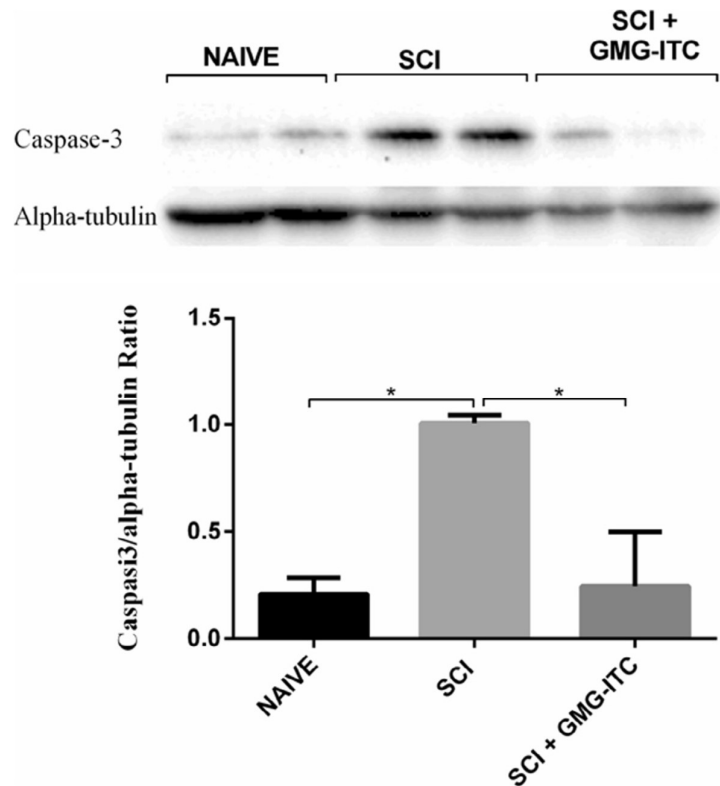 NAIVE
SCI
SCI +
GMG-ITC
Caspase-3
Alpha-tubulin
Caspasi3/alpha-tubulin Ratio
1.5
1.0
0.5
0.0
*
*
NAIVE
SCI
SCI + GMG-ITC